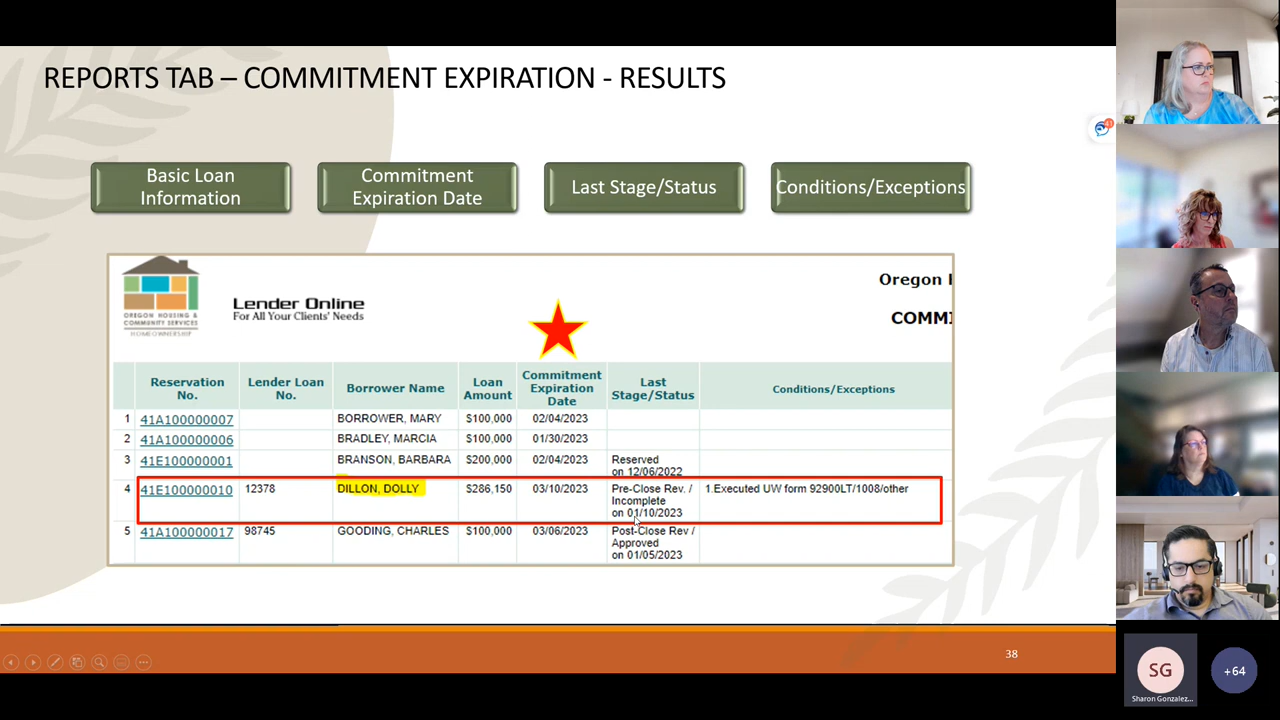 REPORTS TAB – COMMITMENT EXPIRATION - RESULTS
41
Basic Loan
Information
Commitment
Expiration Date
Last Stage/Status
Conditions/Exceptions
OREGON HOUSING &
COMMUNITY SERVICES
HOMEOWNERSHIP
Lender Online
For All Your Clients' Needs
Oregon H
COMMI
Reservation No. Lender Loan No. Borrower Name Loan Amount Commitment Expiration Date Last Stage/Status Conditions/Exceptions
1 41A100000007 BORROWER, MARY $100,000 02/04/2023
2 41A100000006 BRADLEY, MARCIA $100,000 01/30/2023
3 41E100000001 BRANSON, BARBARA $200,000 02/04/2023 Reserved
on 12/06/2022
4 41E100000010 12378 DILLON, DOLLY $286,150 03/10/2023 Pre-Close Rev. / 1.Executed UW form 92900LT/1008/other
Incomplete
on 01/10/2023
5 41A100000017 98745 GOODING, CHARLES $100,000 03/06/2023 Post-Close Rev /
Approved
on 01/05/2023
38
SG
Sharon Gonzalez...
+64